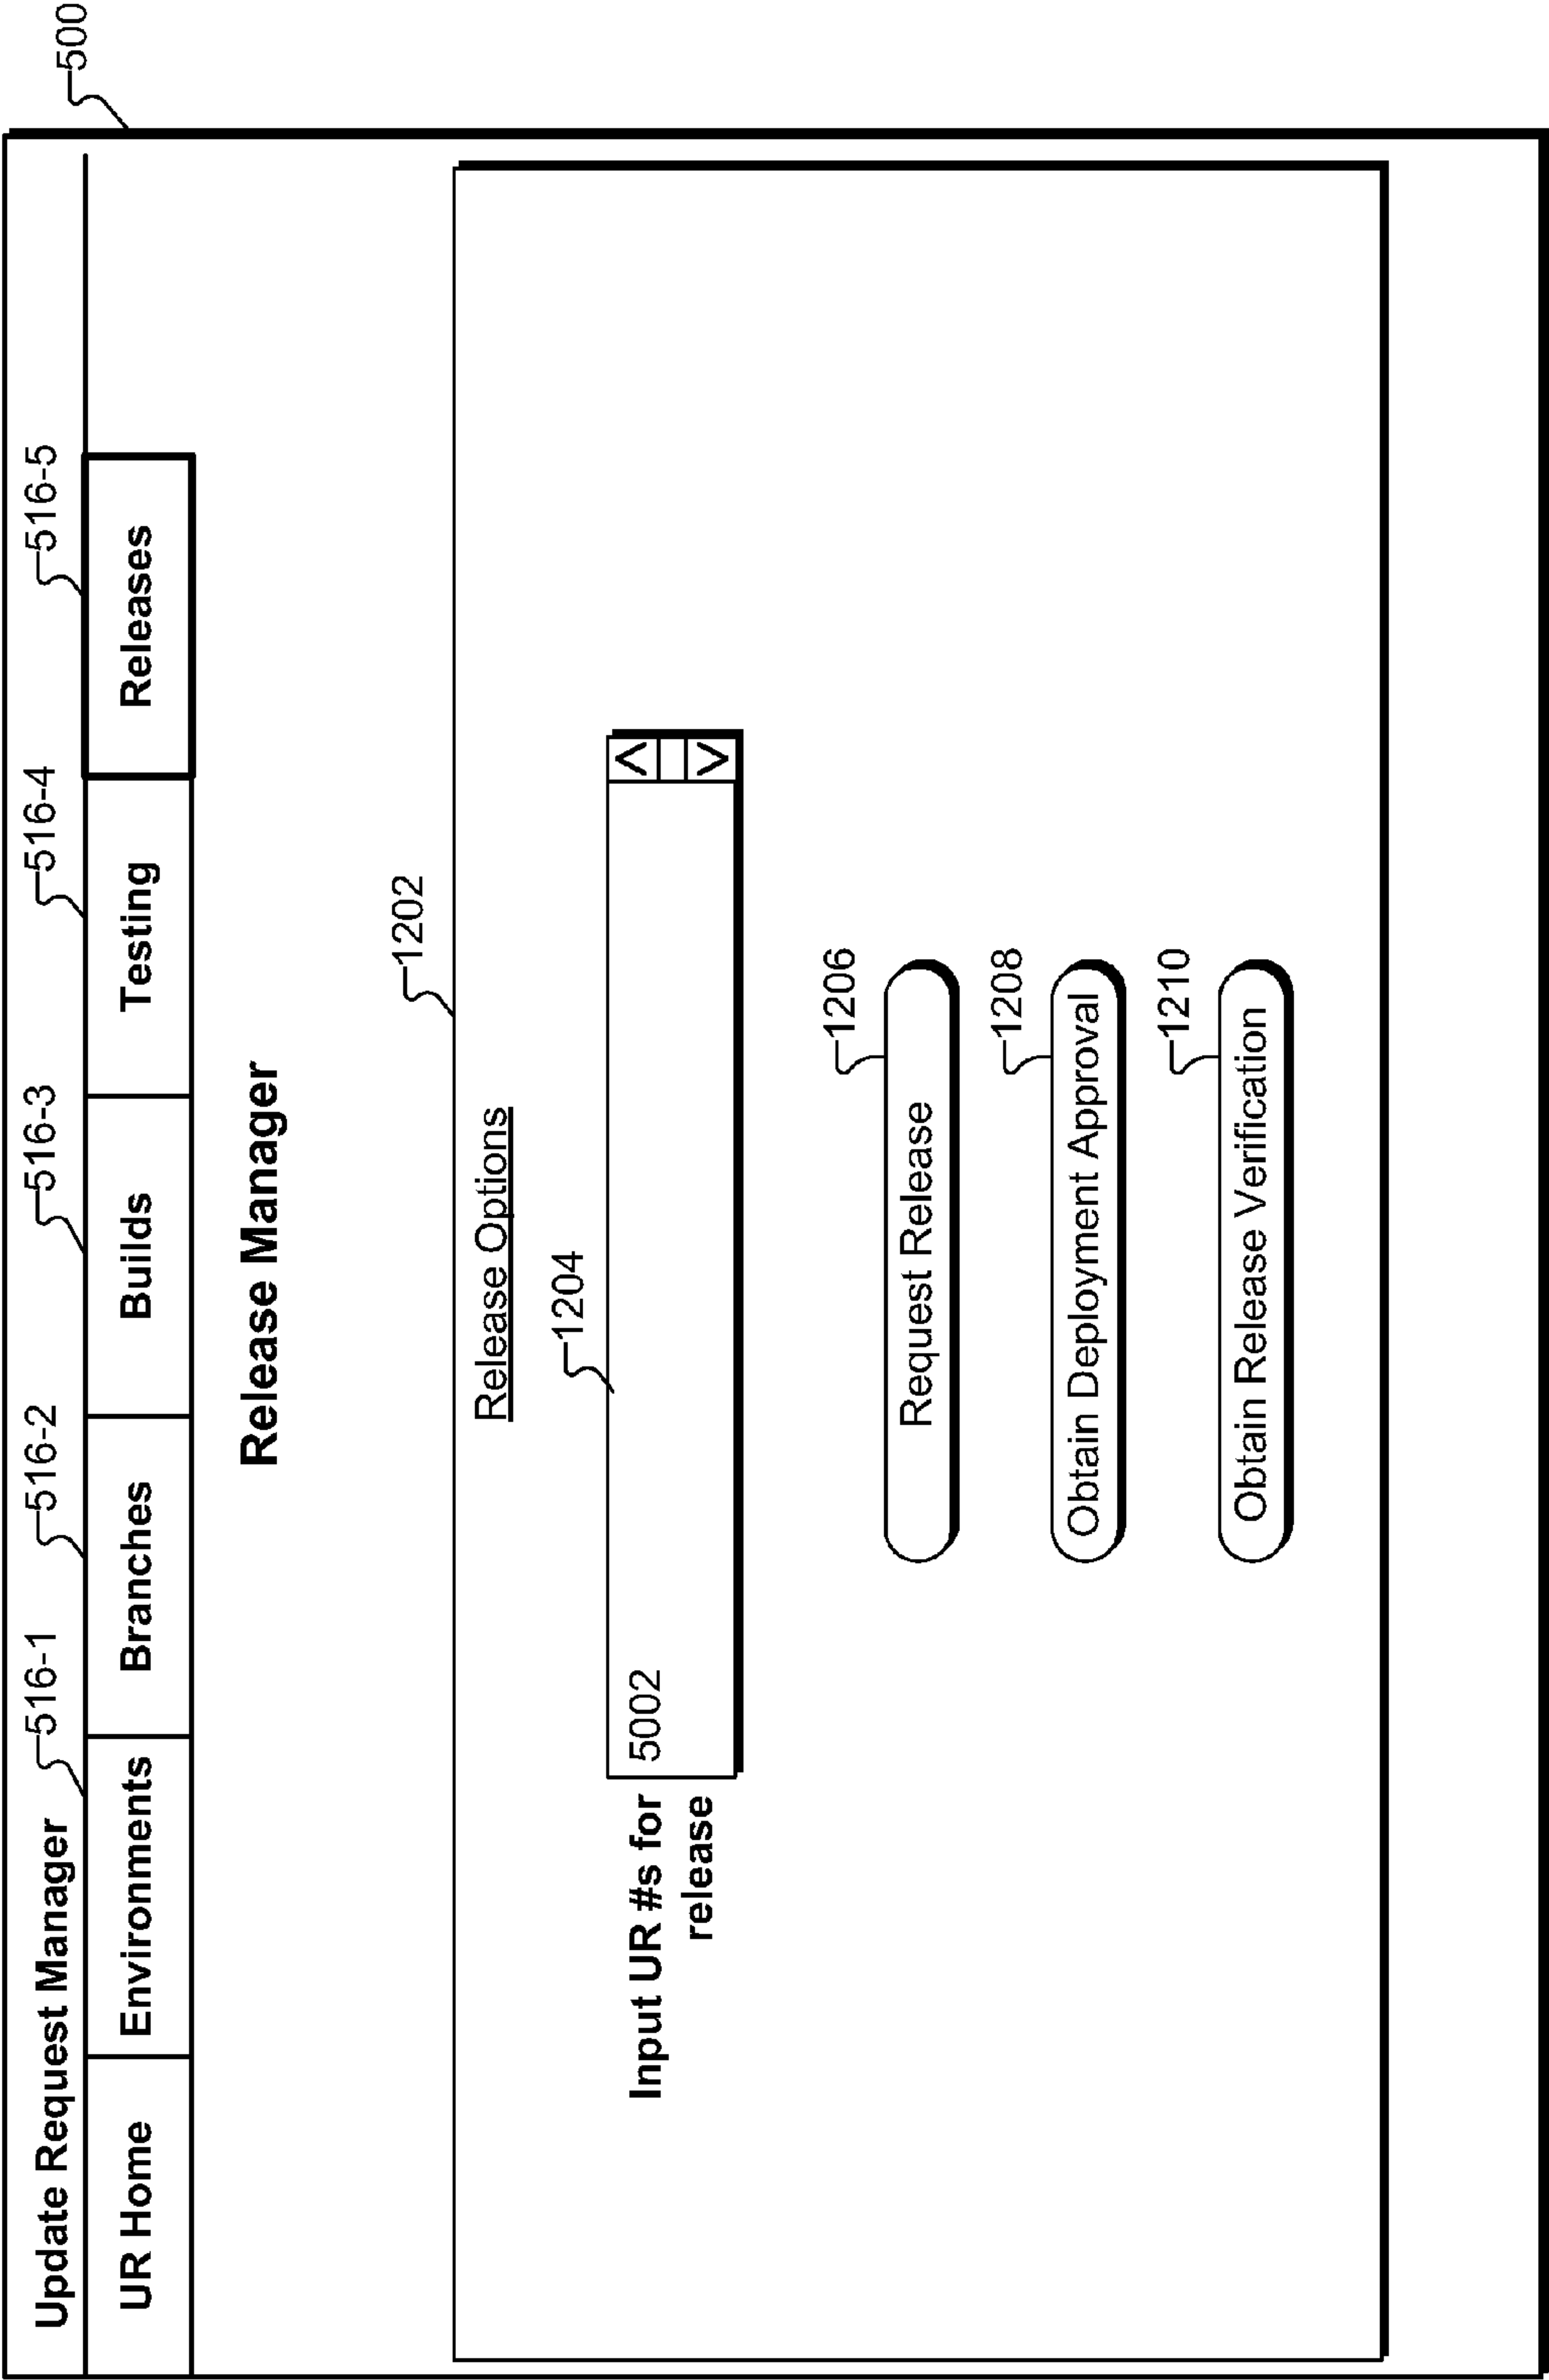 500
Update Request Manager
516-1
516-2
516-3
516-4
516-5
UR Home
Environments
Branches
Builds
Testing
Releases
Release Manager
1202
Release Options
1204
Input UR #s for
release
5002
<
>
1206
Request Release
1208
Obtain Deployment Approval
1210
Obtain Release Verification